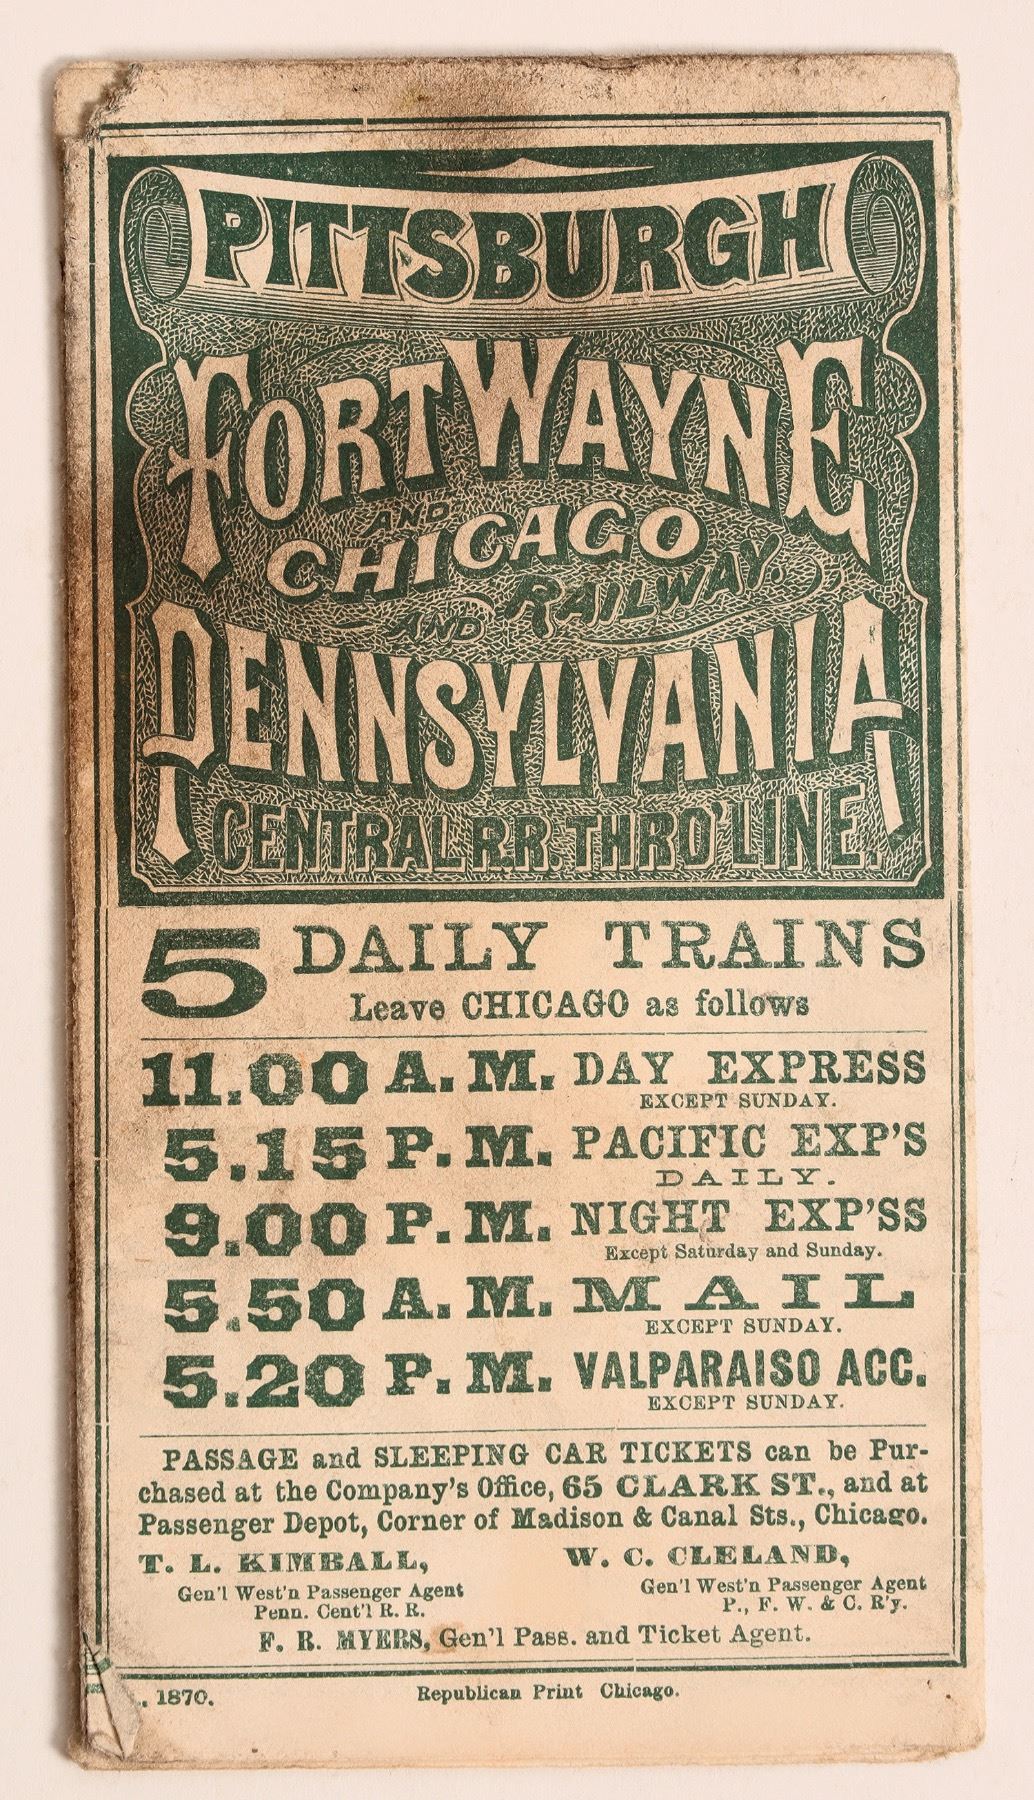 PITTSBURGH
FORT WAYNE
AND
CHICAGO
RAILWAY
AND
PENNSYLVANIA
CENTRAL R.R. THRO' LINE.
5 DAILY TRAINS
Leave CHICAGO as follows
11.00 A.M. DAY EXPRESS
EXCEPT SUNDAY.
5.15 P.M. PACIFIC EXP'S
DAILY.
9.00 P.M. NIGHT EXP'SS
Except Saturday and Sunday.
5.50 A.M. MAIL
EXCEPT SUNDAY.
5.20 P.M. VALPARAISO ACC.
EXCEPT SUNDAY.
PASSAGE and SLEEPING CAR TICKETS can be Pur-
chased at the Company's Office, 65 CLARK ST., and at
Passenger Depot, Corner of Madison & Canal Sts., Chicago.
T. L. KIMBALL, W. C. CLELAND,
Gen'l West'n Passenger Agent Gen'l West'n Passenger Agent
Penn. Cent'l R. R. P., F. W. & C. R'y.
F. R. MYERS, Gen'l Pass. and Ticket Agent.
1870. Republican Print Chicago.